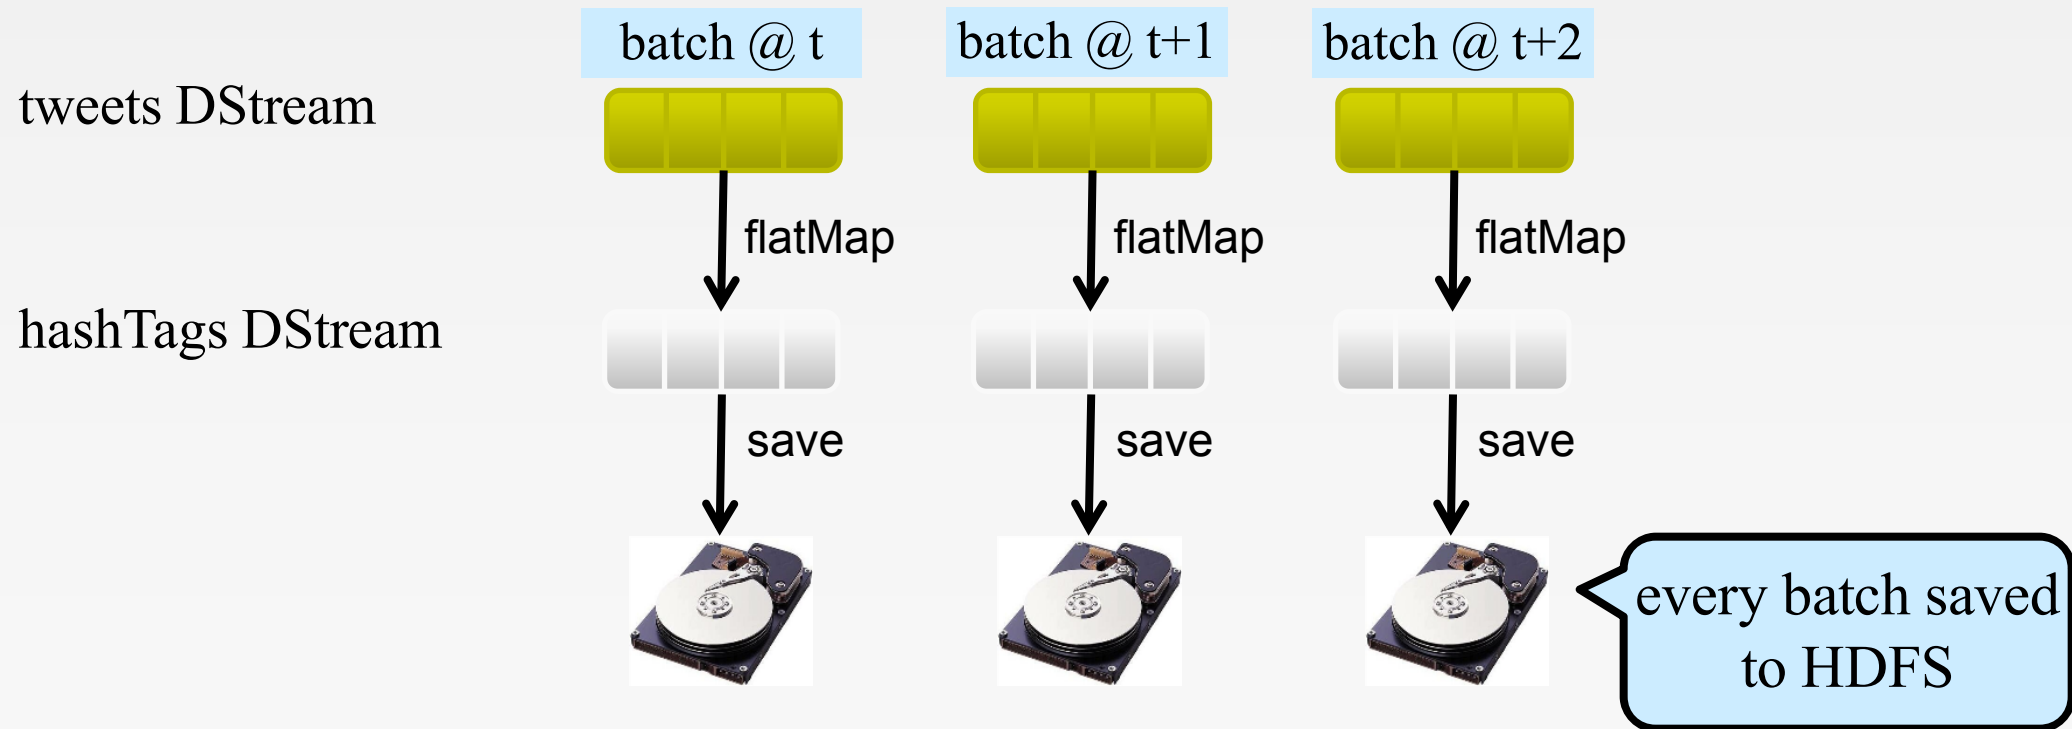 batch @ t
batch @ t+1
batch @ t+2
tweets DStream
flatMap
flatMap
flatMap
hashTags DStream
save
save
save
every batch saved
to HDFS